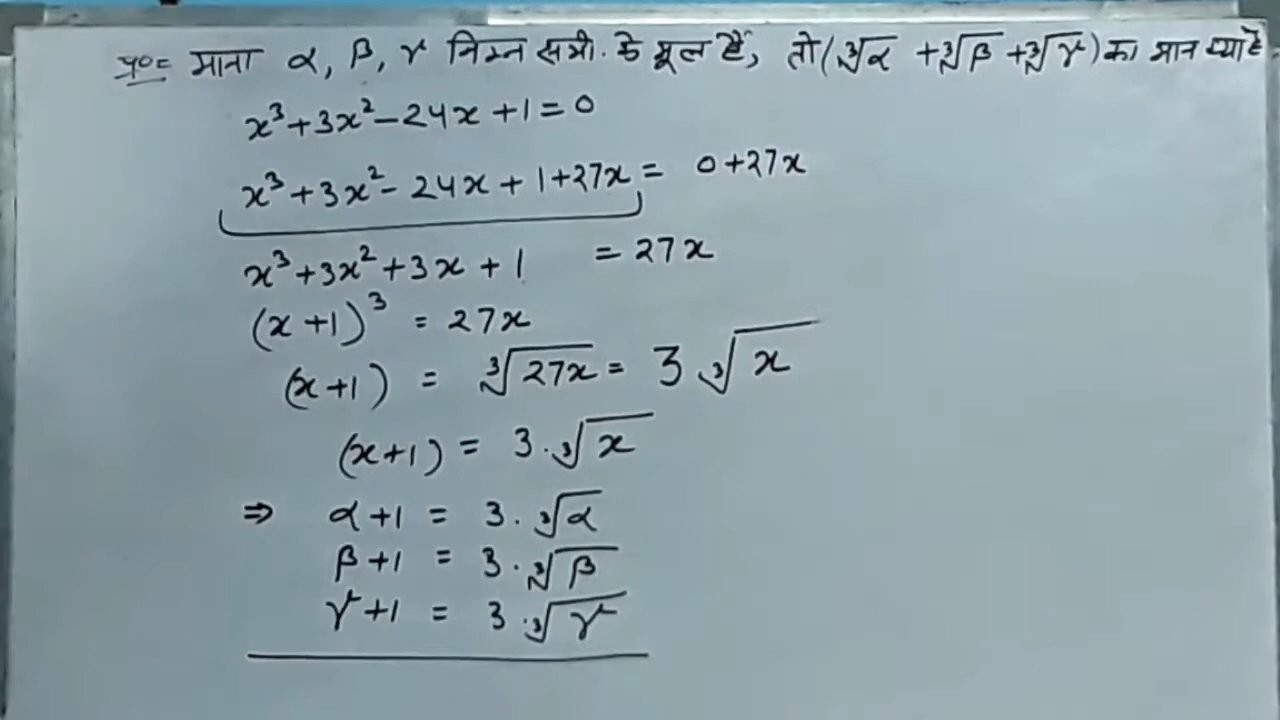 प्र०= माना α, β, γ निम्न समी. के मूल हैं, तो (∛α + ∛β + ∛γ) का मान क्या है
x³ + 3x² − 24x + 1 = 0
x³ + 3x² − 24x + 1 + 27x = 0 + 27x
x³ + 3x² + 3x + 1 = 27x
(x + 1)³ = 27x
(x + 1) = ∛27x = 3 ∛x
(x + 1) = 3 . ∛x
⇒ α + 1 = 3 . ∛α
β + 1 = 3 . ∛β
γ + 1 = 3 . ∛γ